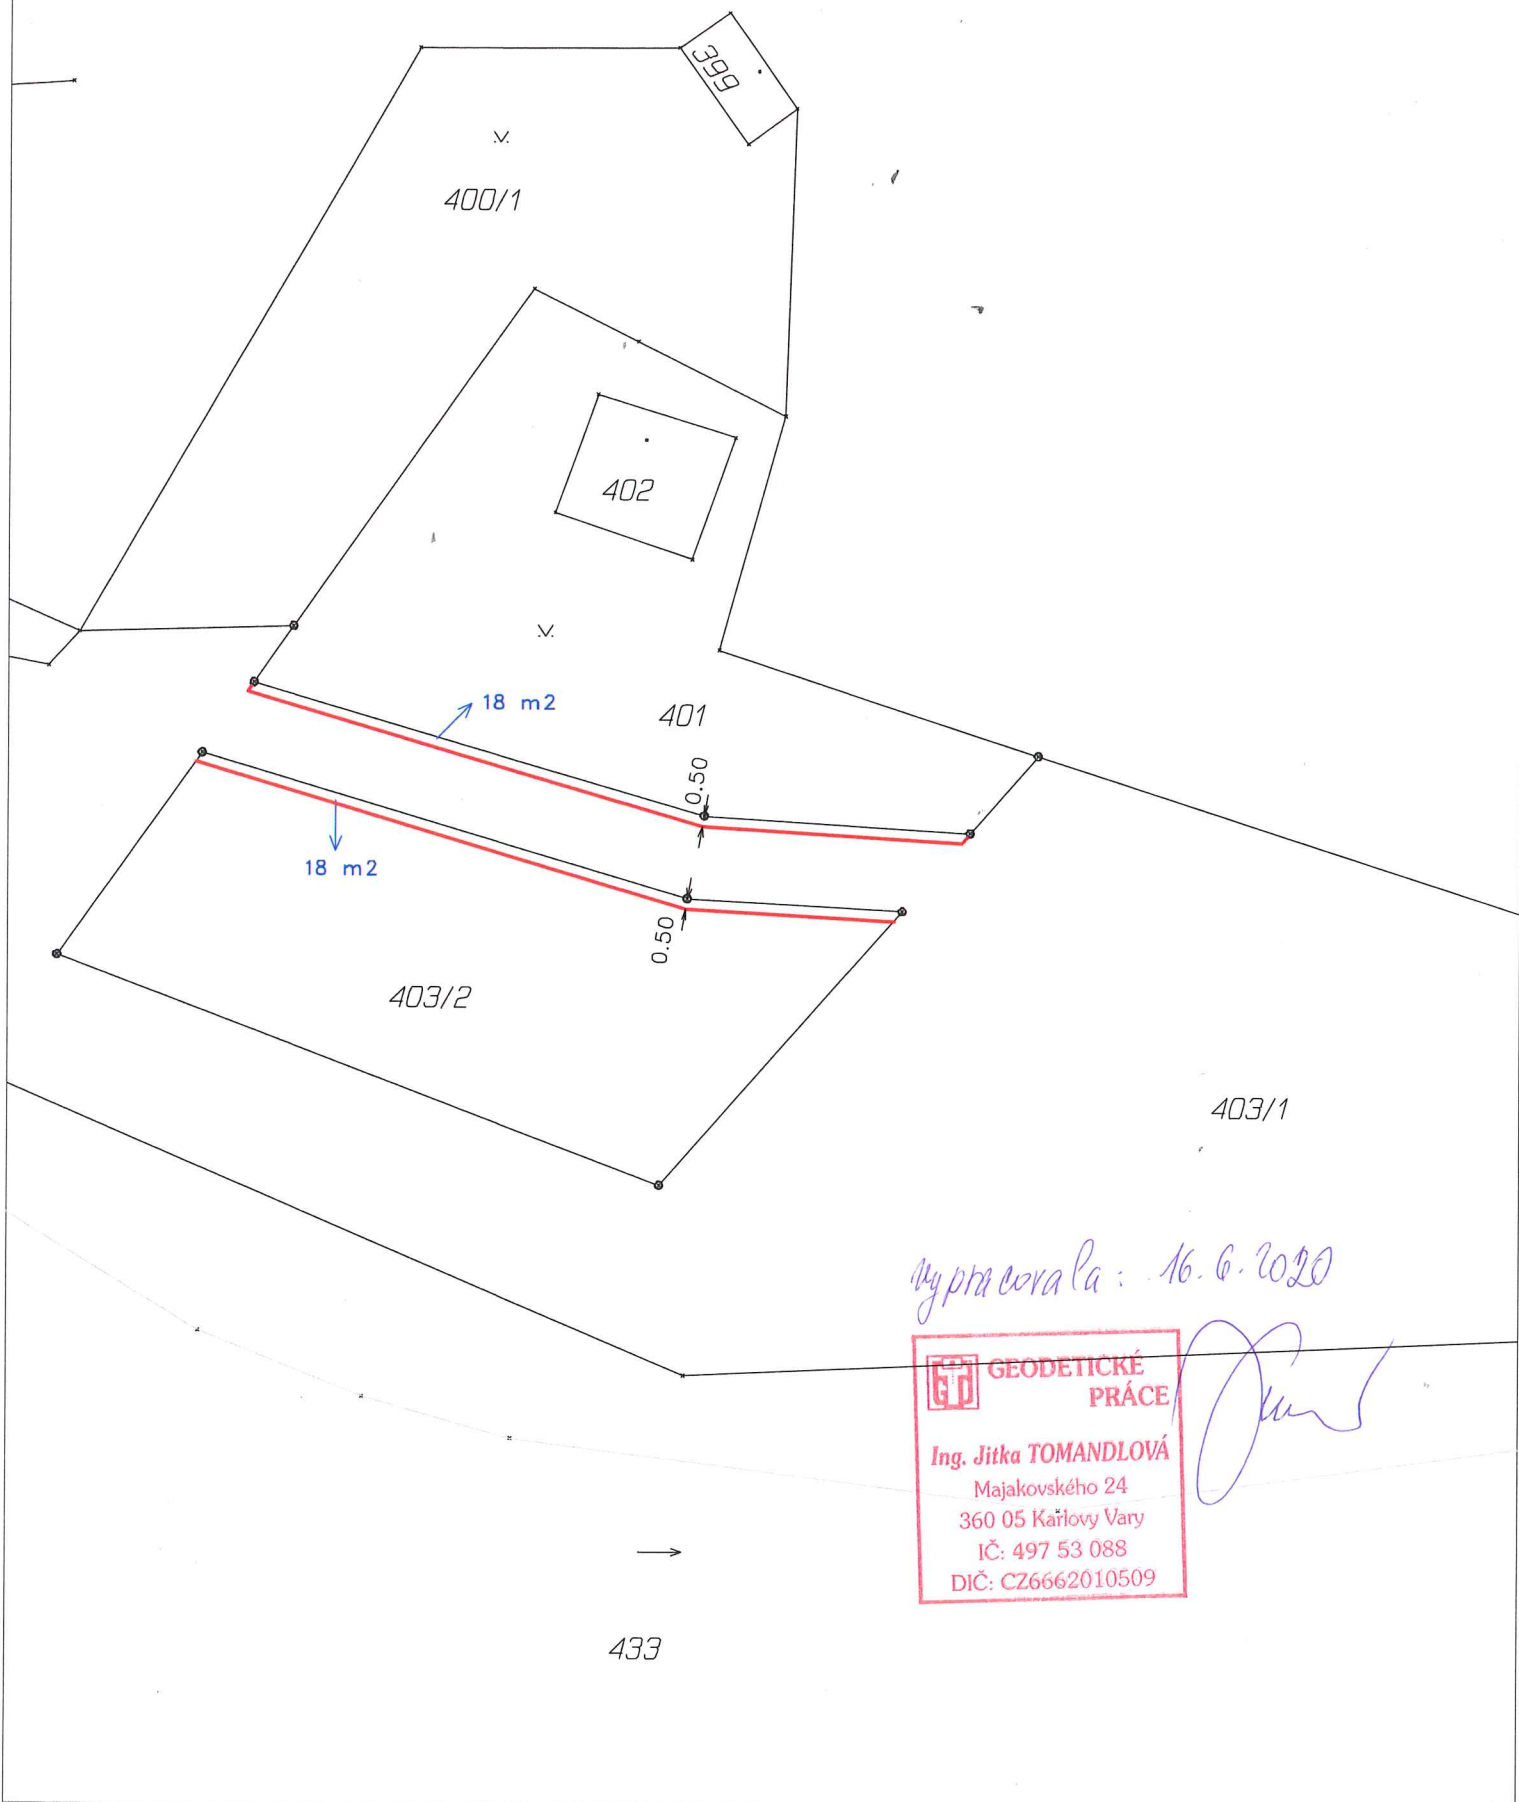 399
400/1
402
18 m2
401
0.50
18 m2
0.50
403/2
403/1
vypracovala: 16. 6. 2020
GEODETICKÉ
PRÁCE
Ing. Jitka TOMANDLOVÁ
Majakovského 24
360 05 Karlovy Vary
IČ: 497 53 088
DIČ: CZ6662010509
433